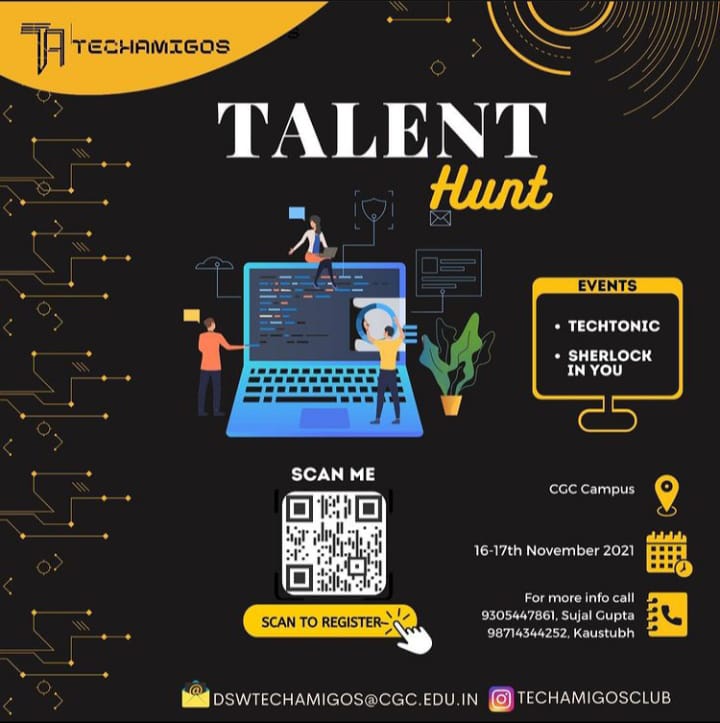 TECHAMIGOS
TALENT
Hunt
EVENTS
• TECHTONIC
• SHERLOCK
IN YOU
SCAN ME
SCAN TO REGISTER
CGC Campus
16-17th November 2021
For more info call
9305447861, Sujal Gupta
98714344252, Kaustubh
DSWTECHAMIGOS@CGC.EDU.IN
TECHAMIGOSCLUB